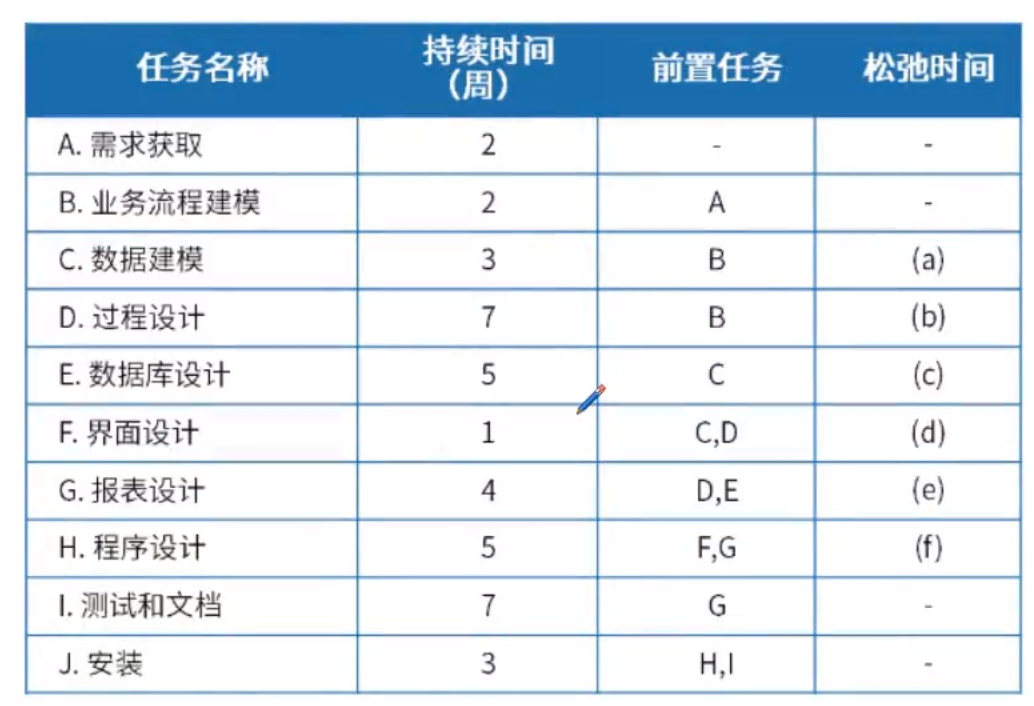 任务名称 持续时间（周） 前置任务 松弛时间
A. 需求获取 2 - -
B. 业务流程建模 2 A -
C. 数据建模 3 B (a)
D. 过程设计 7 B (b)
E. 数据库设计 5 C (c)
F. 界面设计 1 C,D (d)
G. 报表设计 4 D,E (e)
H. 程序设计 5 F,G (f)
I. 测试和文档 7 G -
J. 安装 3 H,I -